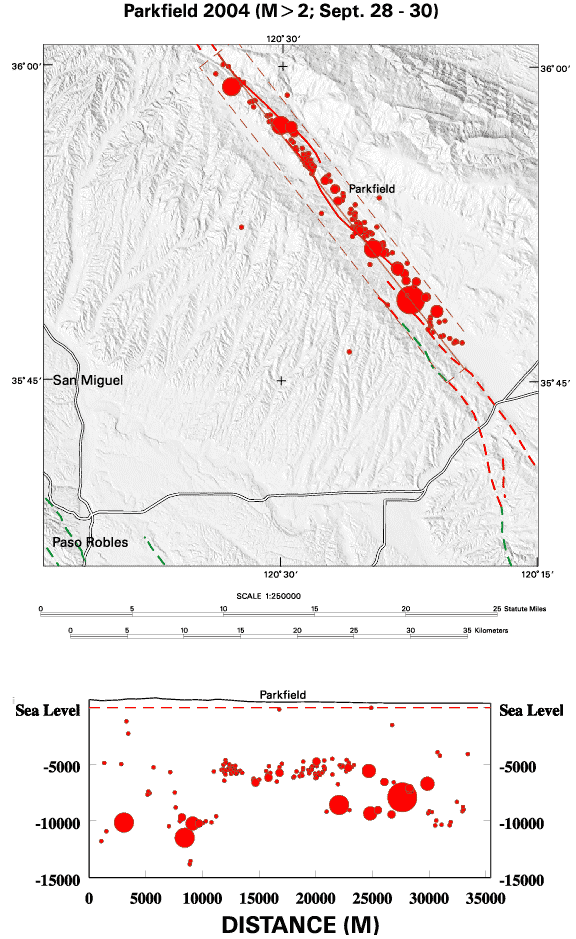 Parkfield 2004 (M > 2; Sept. 28 - 30)
120°30'
36°00'
36°00'
Parkfield
San Miguel
35°45'
35°45'
Paso Robles
120°30'
120°15'
SCALE 1:250000
0 5 10 15 20 25 Statute Miles
0 5 10 15 20 25 30 35 Kilometers
Parkfield
Sea Level
Sea Level
-5000
-5000
-10000
-10000
-15000
-15000
0 5000 10000 15000 20000 25000 30000 35000
DISTANCE (M)